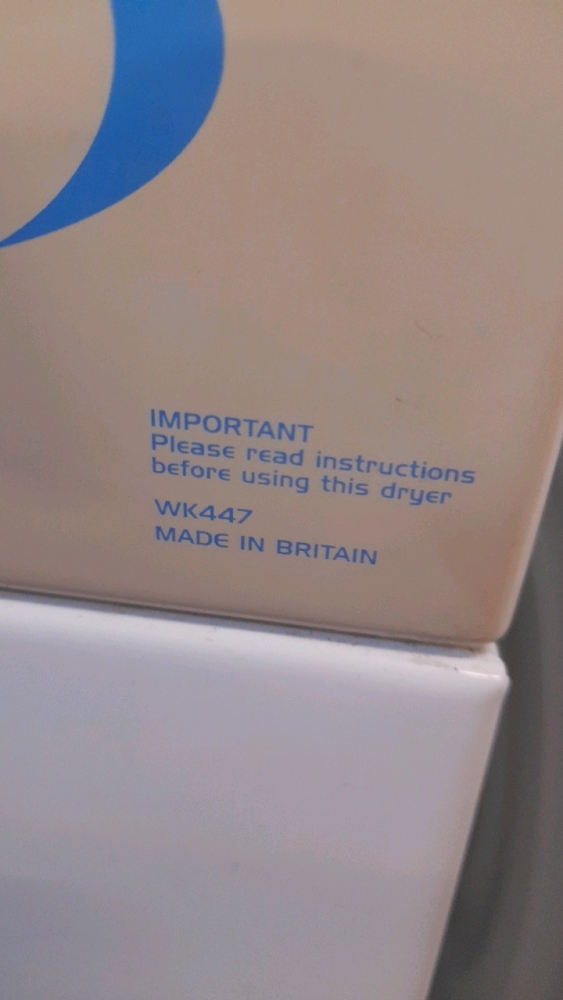 IMPORTANT
Please read instructions
before using this dryer
WK447
MADE IN BRITAIN